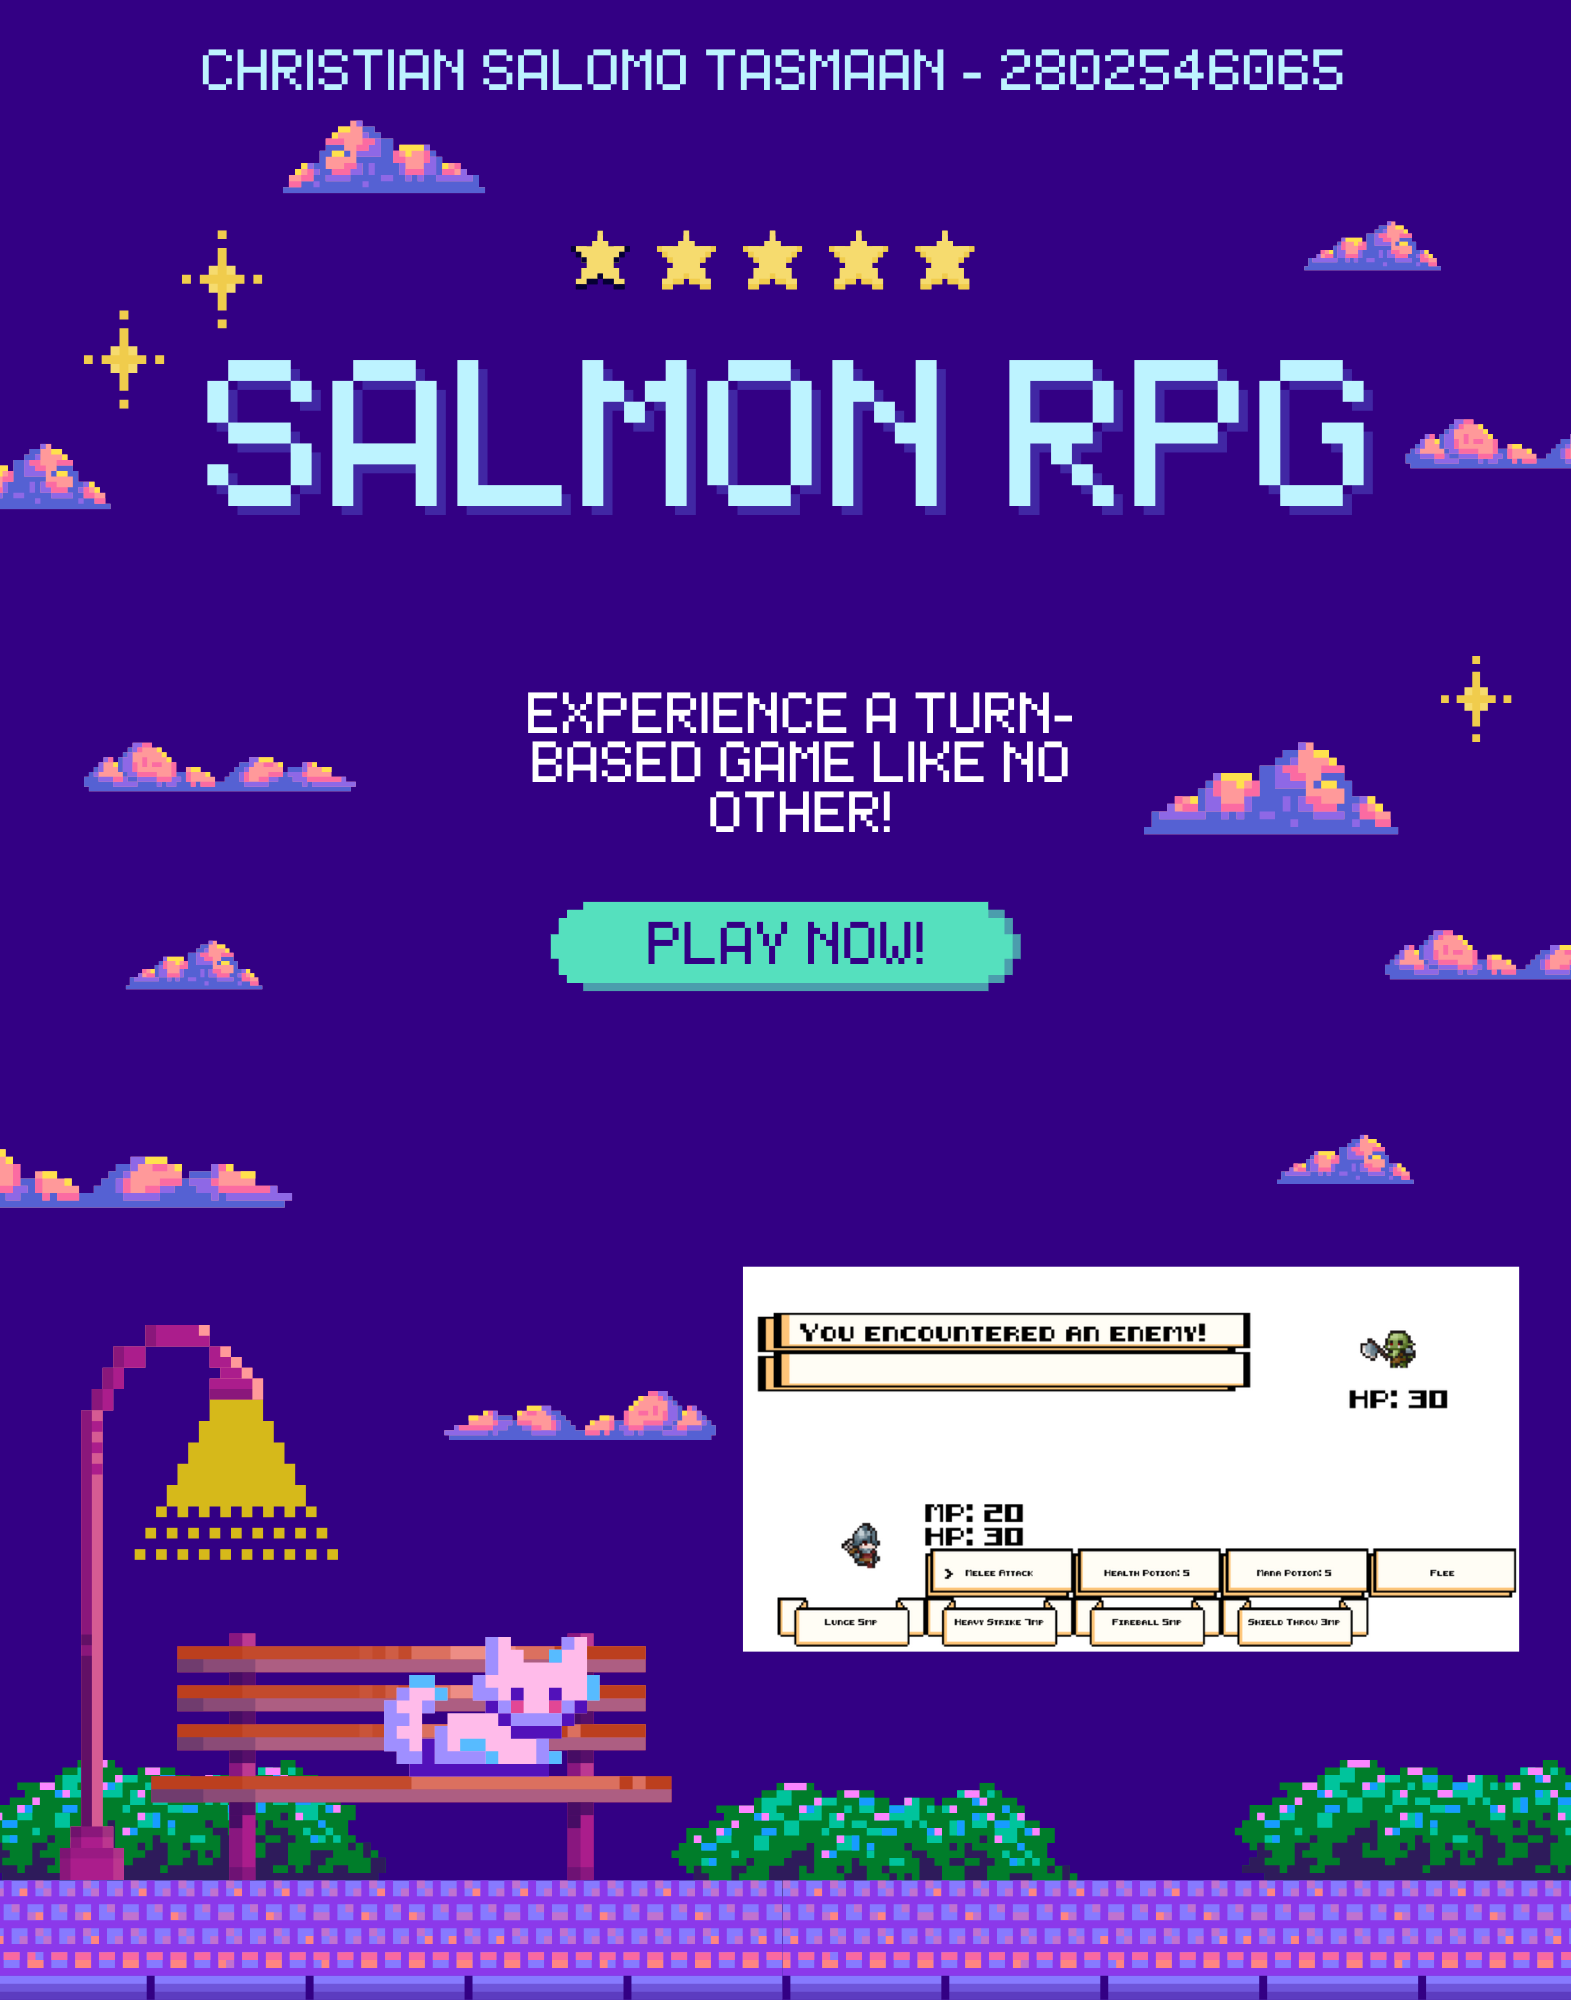 CHRISTIAN SALOMO TASMAAN - 2802546065
SALMON RPG
EXPERIENCE A TURN-
BASED GAME LIKE NO
OTHER!
PLAY NOW!
YOU ENCOUNTERED AN ENEMY!
HP: 30
MP: 20
HP: 30
> MELEE ATTACK
HEALTH POTION: 5
MANA POTION: 5
FLEE
LUNGE 5MP
HEAVY STRIKE 7MP
FIREBALL 5MP
SHIELD THROW 3MP